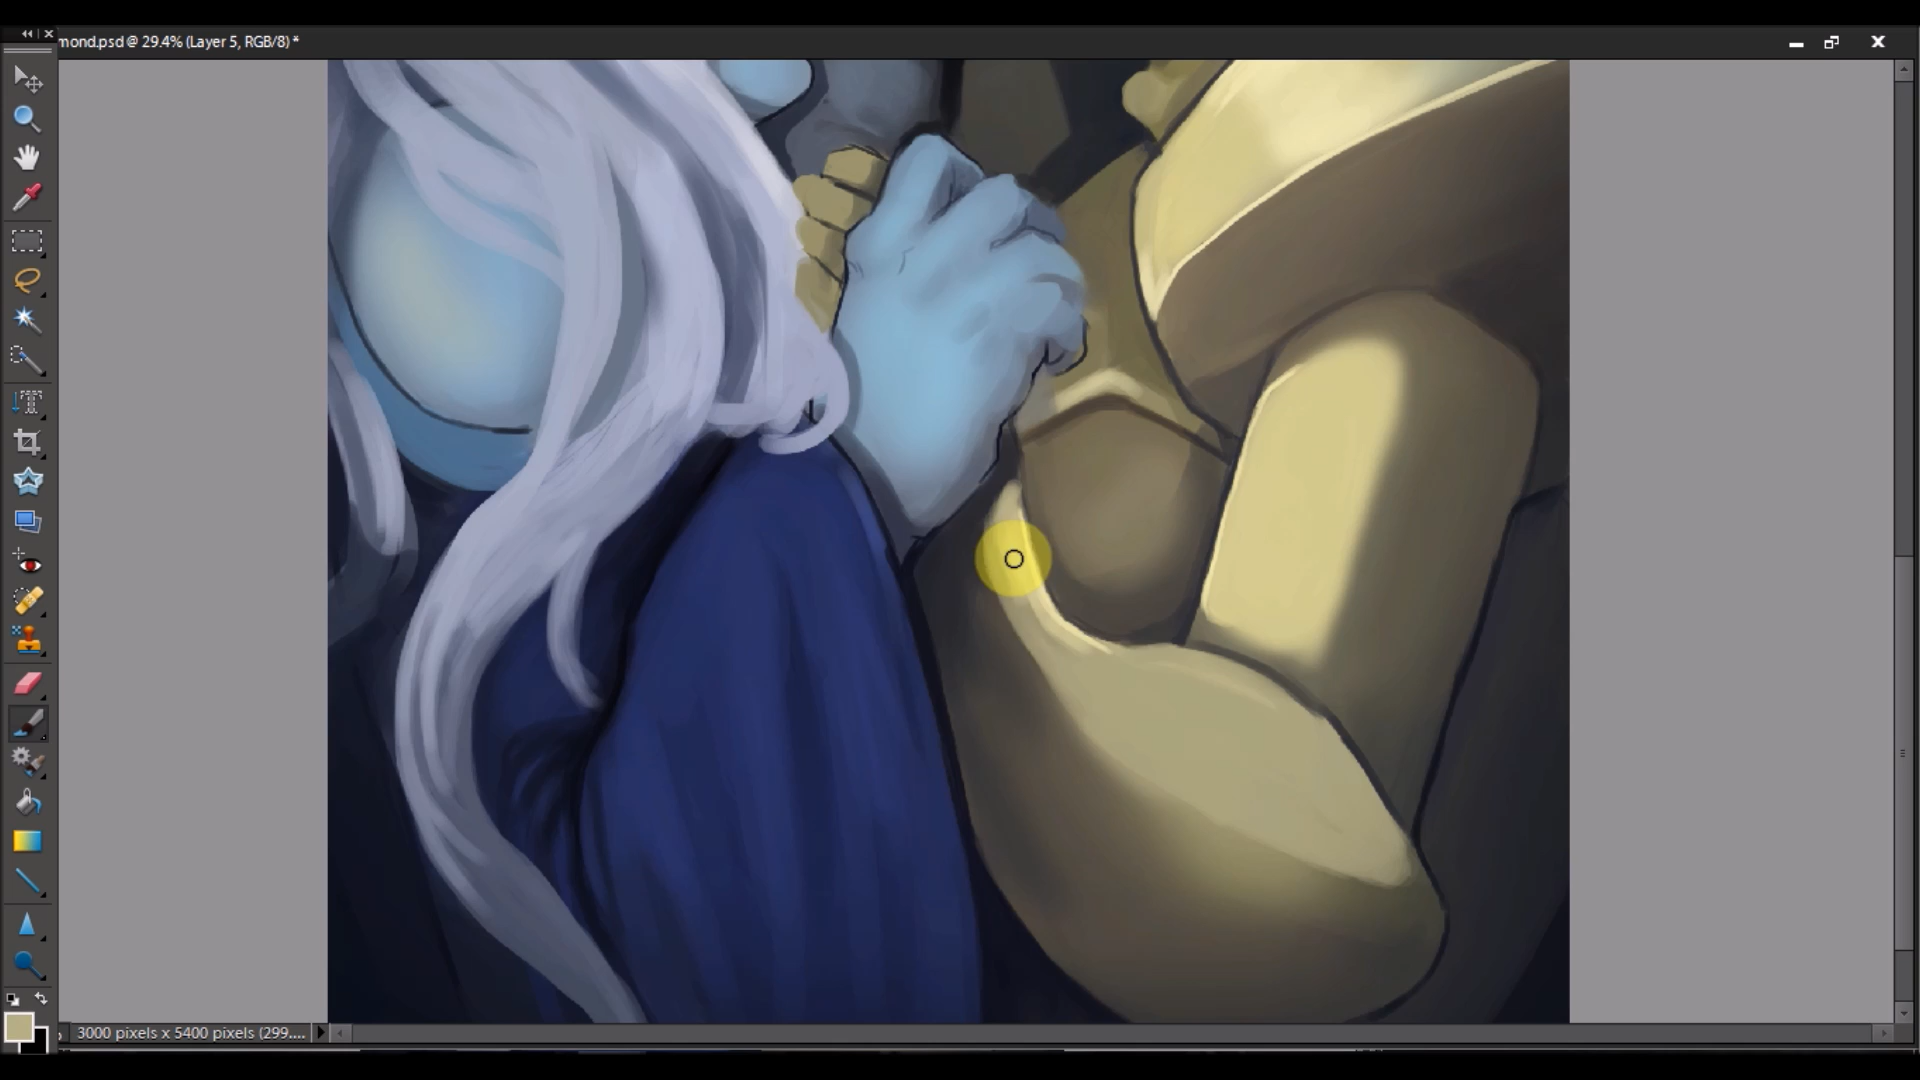 mond.psd @ 29.4% (Layer 5, RGB/8) *
3000 pixels x 5400 pixels (299....